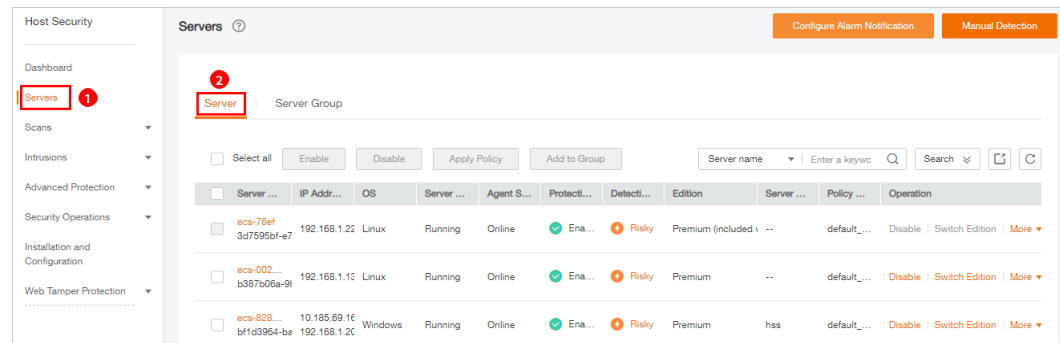 Host Security
Servers ?
Configure Alarm Notification
Manual Detection
Dashboard
Servers
1
2
Server
Server Group
Scans
Intrusions
Advanced Protection
Security Operations
Installation and
Configuration
Web Tamper Protection
Select all
Enable
Disable
Apply Policy
Add to Group
Server name
Enter a keywc
Search
Server ... IP Addr... OS Server ... Agent S... Protecti... Detecti... Edition Server ... Policy ... Operation
ecs-76ef
3d7595bf-e7
192.168.1.22 Linux Running Online Ena... Risky Premium (included -- default_... Disable Switch Edition More
ecs-002...
b387b06a-9
192.168.1.13 Linux Running Online Ena... Risky Premium -- default_... Disable Switch Edition More
ecs-828...
bf1d3964-ba
10.185.69.16
192.168.1.20
Windows Running Online Ena... Risky Premium hss default_... Disable Switch Edition More